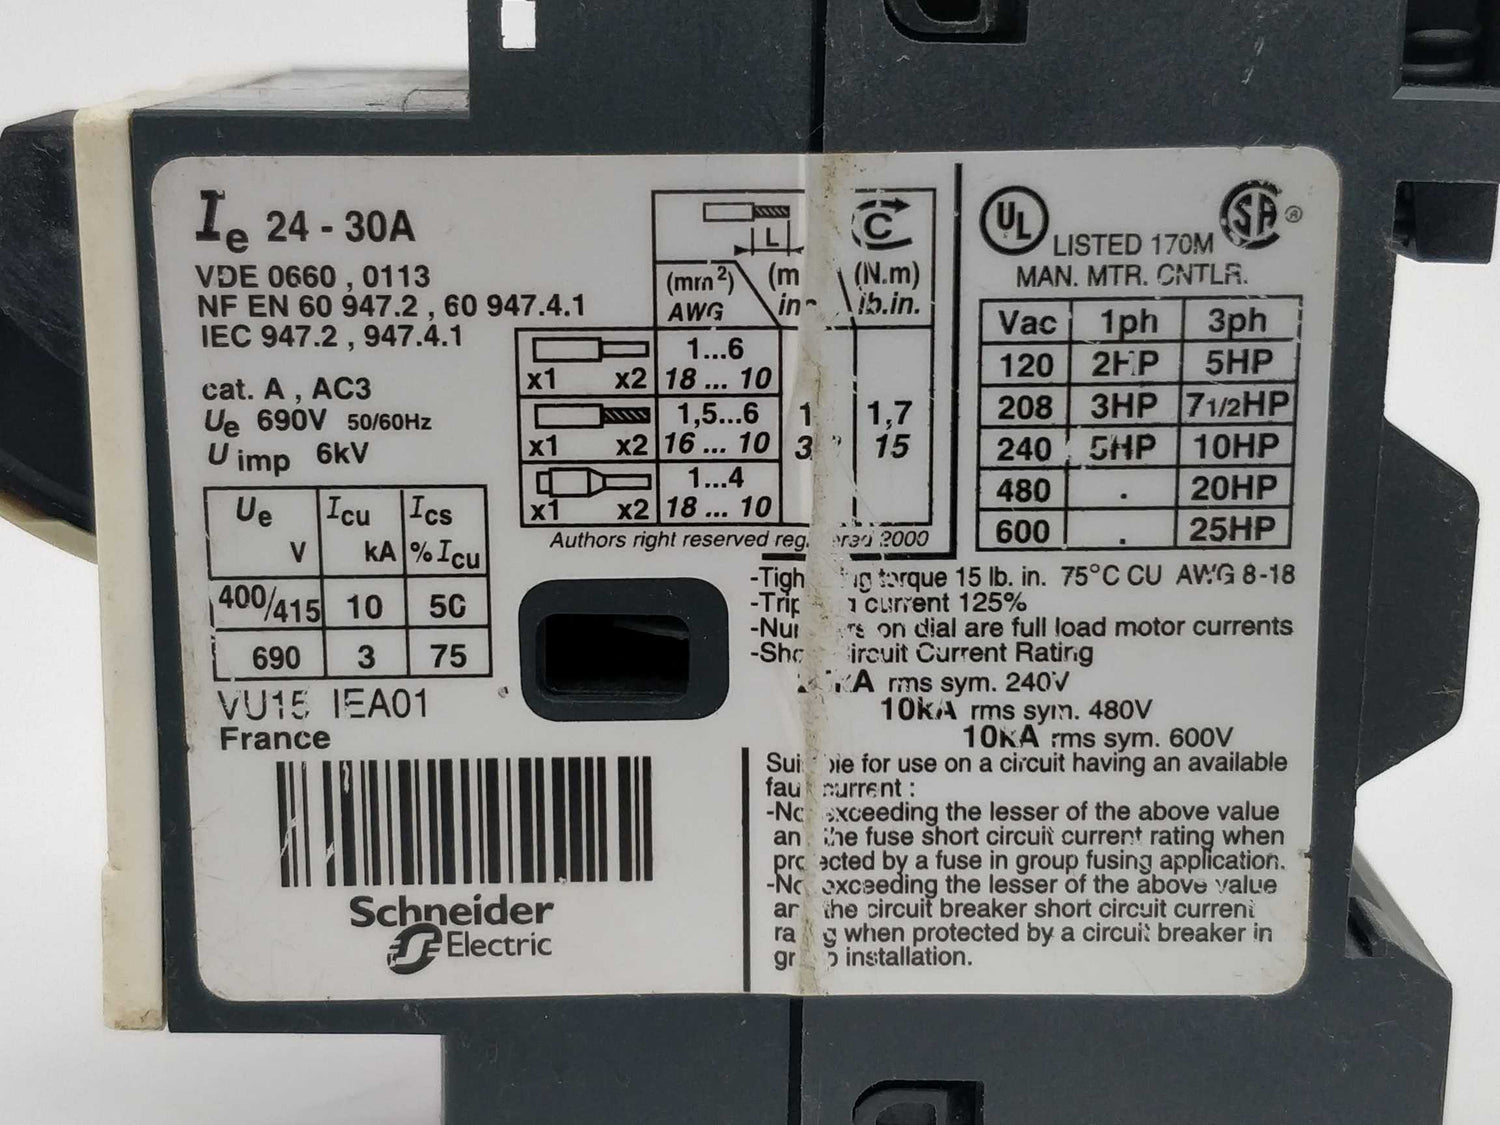 Ie 24 - 30A
VDE 0660 , 0113
NF EN 60 947.2 , 60 947.4.1
IEC 947.2 , 947.4.1
cat. A , AC3
Ue 690V 50/60Hz
U imp 6kV
Ue Icu Ics
V kA % Icu
400/415 10 50
690 3 75
VU15 IEA01
France
Schneider
Electric
L C
(mm²) (N.m)
AWG lb.in.
1...6
x1 x2 18 ... 10
1,5...6 1,7
x1 x2 16 ... 10 15
1...4
x1 x2 18 ... 10
Authors right reserved 2000
UL LISTED 170M SA ®
MAN. MTR. CNTLR.
Vac 1ph 3ph
120 2HP 5HP
208 3HP 7 1/2HP
240 5HP 10HP
480 . 20HP
600 . 25HP
torque 15 lb. in. 75°C CU AWG 8-18
current 125%
on dial are full load motor currents
Current Rating
rms sym. 240V
10kA rms sym. 480V
10kA rms sym. 600V
for use on a circuit having an available
current :
exceeding the lesser of the above value
the fuse short circuit current rating when
by a fuse in group fusing application.
exceeding the lesser of the above value
the circuit breaker short circuit current
when protected by a circuit breaker in
installation.